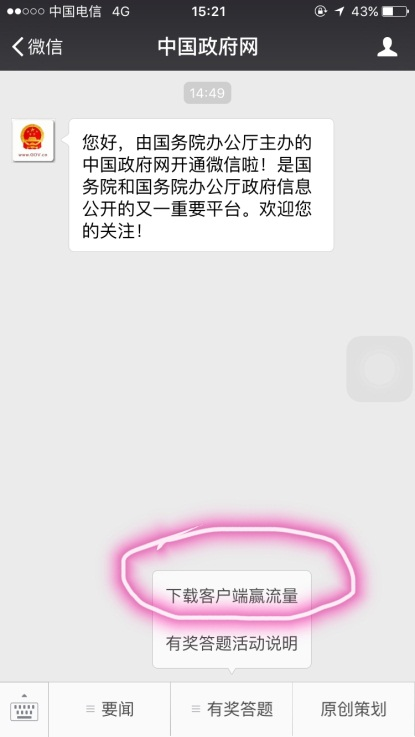 中国电信 4G 15:21 43%
微信 中国政府网
14:49
您好，由国务院办公厅主办的
中国政府网开通微信啦！是国
务院和国务院办公厅政府信息
公开的又一重要平台。欢迎您
的关注！
www.GOV.cn
下载客户端赢流量
有奖答题活动说明
要闻 有奖答题 原创策划